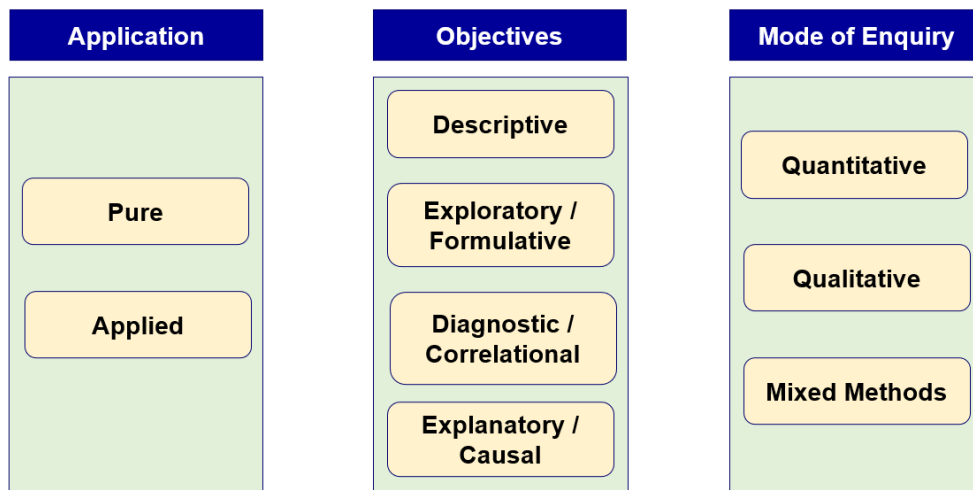 Application
Pure
Applied
Objectives
Descriptive
Exploratory /
Formulative
Diagnostic /
Correlational
Explanatory /
Causal
Mode of Enquiry
Quantitative
Qualitative
Mixed Methods